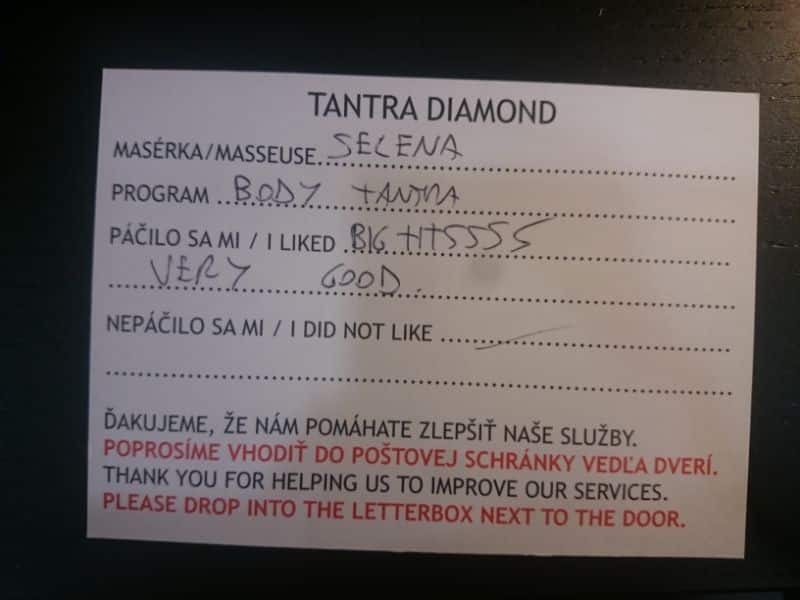 TANTRA DIAMOND
MASÉRKA/MASSEUSE SELENA
PROGRAM BODY TANTRA
PÁČILO SA MI / I LIKED BIG TITSSSS
VERY GOOD.
NEPÁČILO SA MI / I DID NOT LIKE
ĎAKUJEME, ŽE NÁM POMÁHATE ZLEPŠIŤ NAŠE SLUŽBY.
POPROSÍME VHODIŤ DO POŠTOVEJ SCHRÁNKY VEDĽA DVERÍ.
THANK YOU FOR HELPING US TO IMPROVE OUR SERVICES.
PLEASE DROP INTO THE LETTERBOX NEXT TO THE DOOR.